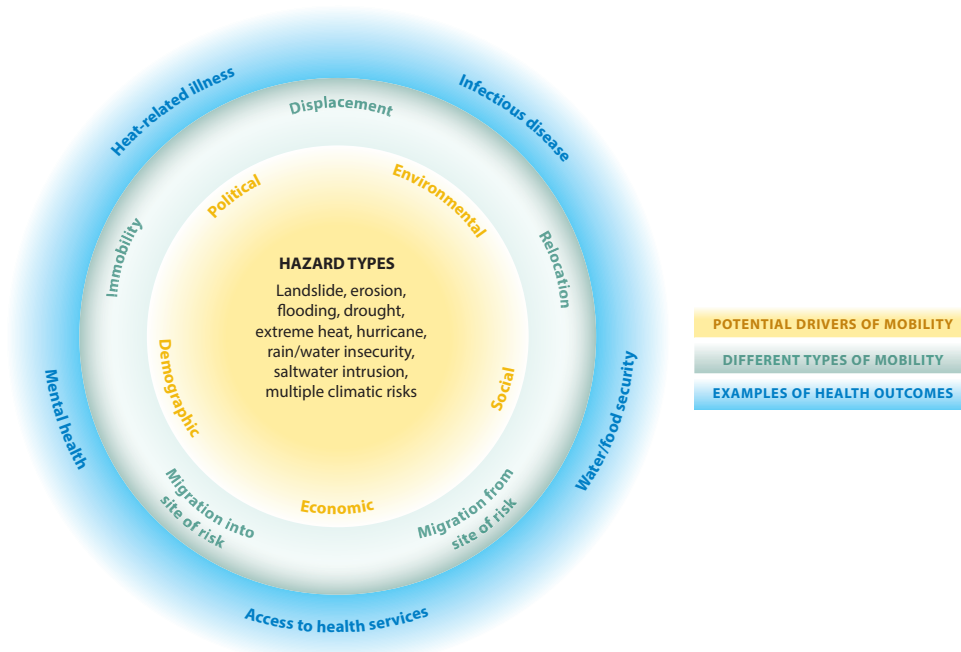 Heat-related illness
Infectious disease
Displacement
Political
Environmental
Immobility
Relocation
HAZARD TYPES
Landslide, erosion,
flooding, drought,
extreme heat, hurricane,
rain/water insecurity,
saltwater intrusion,
multiple climatic risks
Demographic
Social
Mental health
Water/food security
Economic
Migration into
site of risk
Migration from
site of risk
Access to health services
POTENTIAL DRIVERS OF MOBILITY
DIFFERENT TYPES OF MOBILITY
EXAMPLES OF HEALTH OUTCOMES